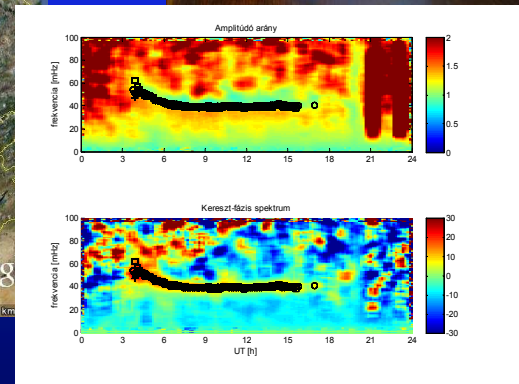 Amplitúdó arány
100
80
60
40
20
0
frekvencia [mHz]
0 3 6 9 12 15 18 21 24
2
1.5
1
0.5
0
Kereszt-fázis spektrum
100
80
60
40
20
0
frekvencia [mHz]
0 3 6 9 12 15 18 21 24
UT [h]
30
20
10
0
-10
-20
-30
g
km